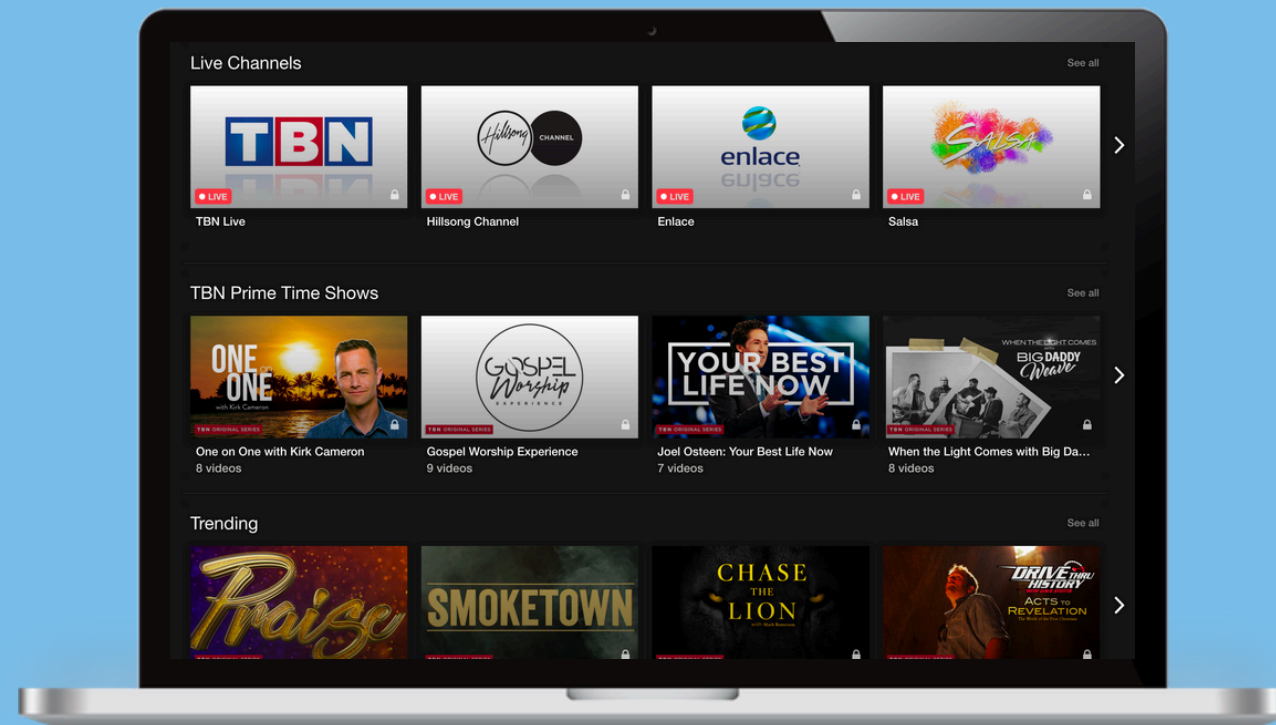 Live Channels
See all
TBN
Hillsong
CHANNEL
enlace
SALSA
LIVE
LIVE
LIVE
LIVE
TBN Live
Hillsong Channel
Enlace
Salsa
TBN Prime Time Shows
See all
ONE
on
ONE
with Kirk Cameron
TBN ORIGINAL SERIES
GOSPEL
Worship
EXPERIENCE
TBN ORIGINAL SERIES
YOUR BEST
LIFE NOW
TBN ORIGINAL SERIES
WHEN THE LIGHT COMES
with
BIG DADDY
Weave
TBN ORIGINAL SERIES
One on One with Kirk Cameron
8 videos
Gospel Worship Experience
9 videos
Joel Osteen: Your Best Life Now
7 videos
When the Light Comes with Big Da...
8 videos
Trending
See all
Praise
SMOKETOWN
CHASE
THE
LION
with Mark Batterson
DRIVE THRU
HISTORY
ACTS TO
REVELATION